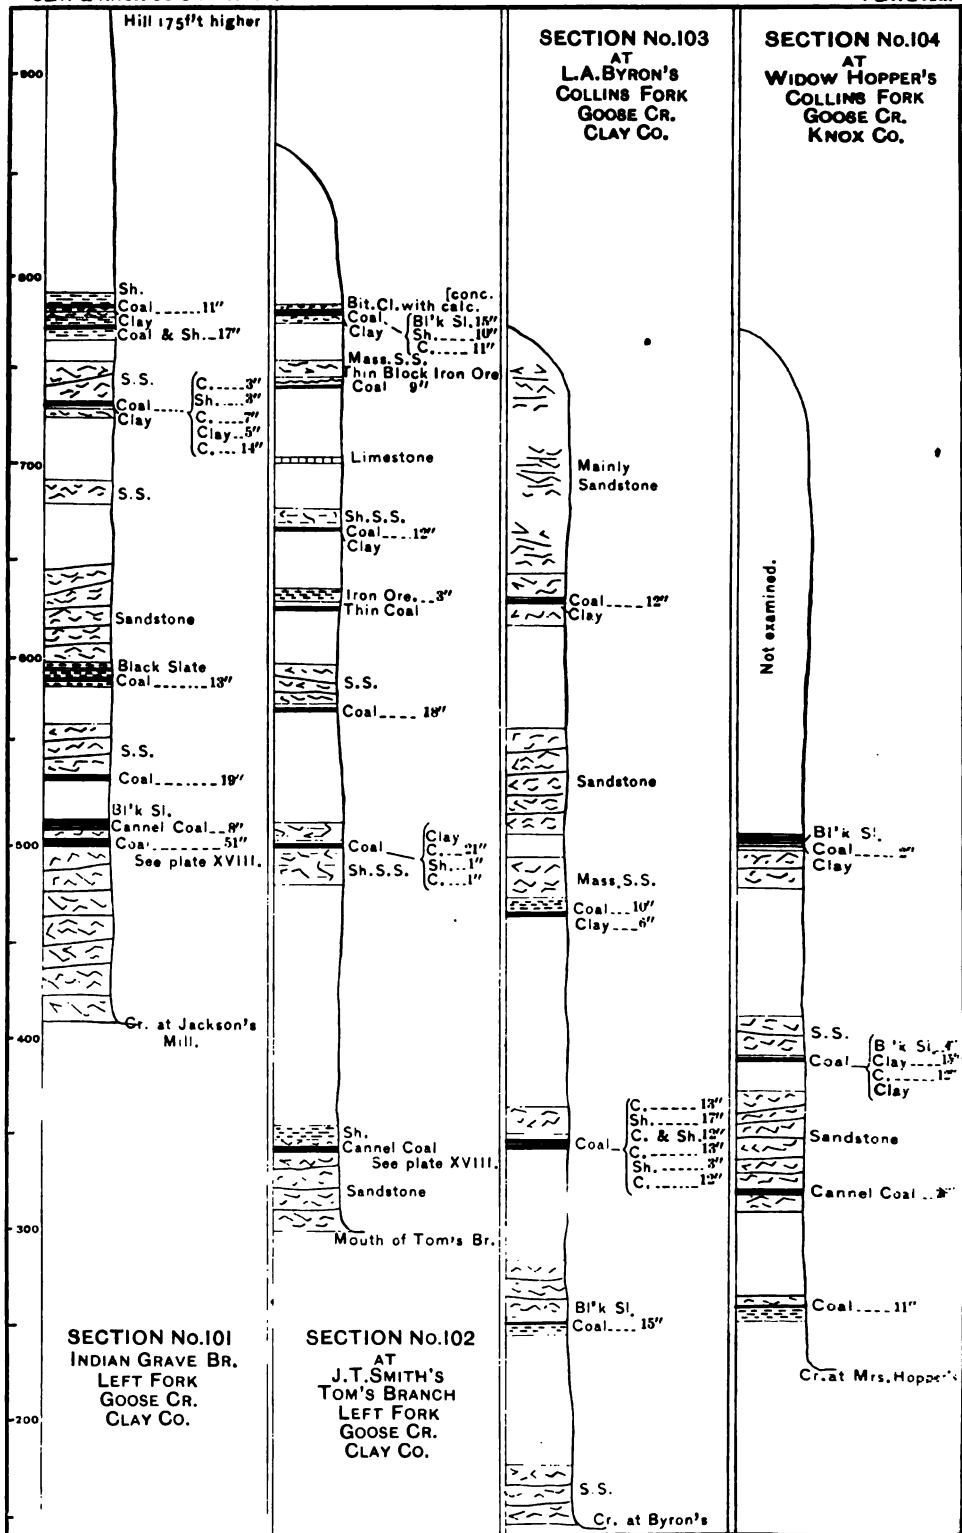 Hill 175f't higher
900
800
700
600
500
400
300
200
Sh.
Coal 11"
Clay
Coal & Sh. 17"
S.S.
Coal
Clay
C. 3"
Sh. 3"
C. 7"
Clay 5"
C. 14"
S.S.
Sandstone
Black Slate
Coal 13"
S.S.
Coal 19"
Bl'k Sl.
Cannel Coal 8"
Coal 51"
See plate XVIII.
Cr. at Jackson's
Mill.
SECTION No.101
INDIAN GRAVE BR.
LEFT FORK
GOOSE CR.
CLAY CO.
[conc.
Bit. Cl. with calc.
Coal
Clay
Bl'k Sl. 15"
Sh. 10"
C. 11"
Mass. S.S.
Thin Block Iron Ore
Coal 9"
Limestone
Sh. S.S.
Coal 12"
Clay
Iron Ore. 3"
Thin Coal
S.S.
Coal 18"
Coal
Clay
C. 21"
Sh. 1"
C. 1"
Sh. S.S.
Sh.
Cannel Coal
See plate XVIII.
Sandstone
Mouth of Tom's Br.
SECTION No.102
AT
J.T. SMITH'S
TOM'S BRANCH
LEFT FORK
GOOSE CR.
CLAY CO.
SECTION No.103
AT
L.A. BYRON'S
COLLINS FORK
GOOSE CR.
CLAY CO.
Mainly
Sandstone
Coal 12"
Clay
Sandstone
Mass. S.S.
Coal 10"
Clay 6"
Coal
C. 13"
Sh. 17"
C. & Sh. 12"
C. 13"
Sh. 3"
C. 12"
Bl'k Sl.
Coal 15"
S.S.
Cr. at Byron's
SECTION No.104
AT
WIDOW HOPPER'S
COLLINS FORK
GOOSE CR.
KNOX CO.
Not examined.
Bl'k Sl.
Coal 2"
Clay
S.S.
Coal
B'k Sl. 4"
Clay 15"
C. 12"
Clay
Sandstone
Cannel Coal
Coal 11"
Cr. at Mrs. Hopper's